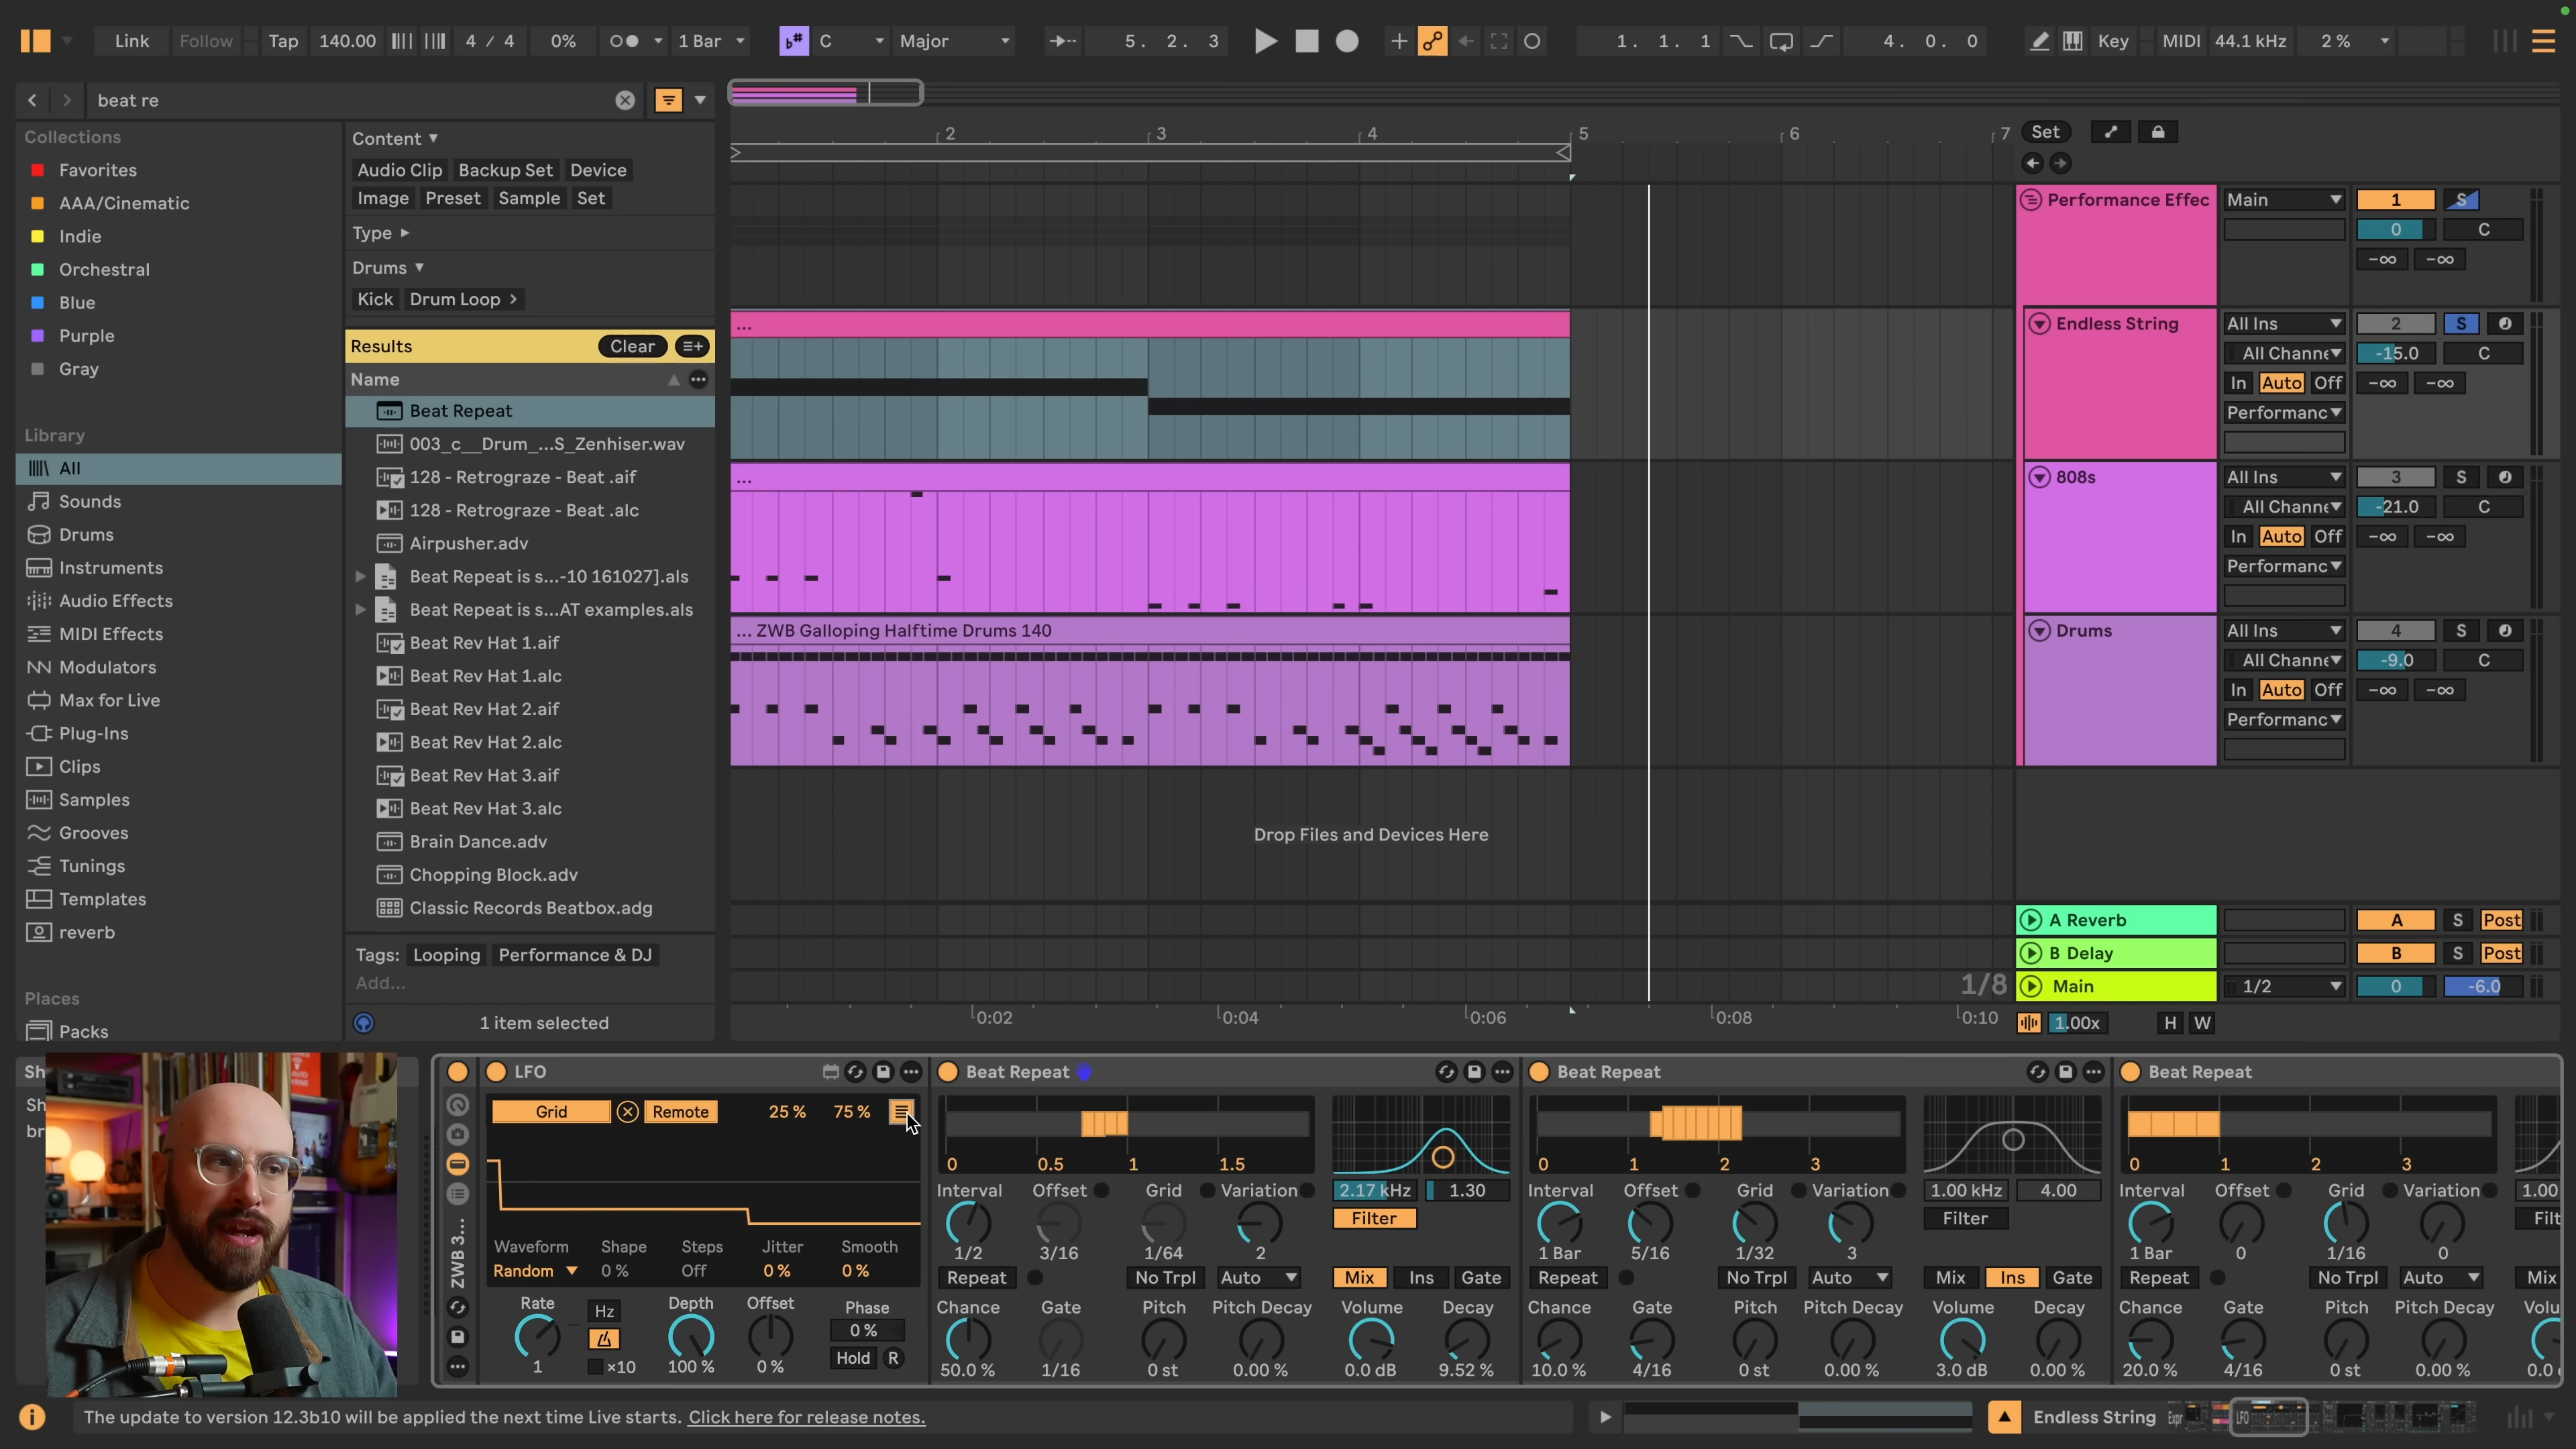 Link Follow Tap 140.00 4 / 4 0% 1 Bar C Major 5. 2. 3 1. 1. 1 4. 0. 0 Key MIDI 44.1 kHz 2 %
beat re
Collections
Favorites
AAA/Cinematic
Indie
Orchestral
Blue
Purple
Gray
Library
All
Sounds
Drums
Instruments
Audio Effects
MIDI Effects
Modulators
Max for Live
Plug-Ins
Clips
Samples
Grooves
Tunings
Templates
reverb
Places
Packs
Content
Audio Clip Backup Set Device
Image Preset Sample Set
Type
Drums
Kick Drum Loop >
Results Clear
Name
Beat Repeat
003_c__Drum_...S_Zenhiser.wav
128 - Retrograze - Beat .aif
128 - Retrograze - Beat .alc
Airpusher.adv
Beat Repeat is s...-10 161027].als
Beat Repeat is s...AT examples.als
Beat Rev Hat 1.aif
Beat Rev Hat 1.alc
Beat Rev Hat 2.aif
Beat Rev Hat 2.alc
Beat Rev Hat 3.aif
Beat Rev Hat 3.alc
Brain Dance.adv
Chopping Block.adv
Classic Records Beatbox.adg
Tags: Looping Performance & DJ
Add...
1 item selected
2 3 4 5 6 7
...
...
... ZWB Galloping Halftime Drums 140
Drop Files and Devices Here
1/8
0:02 0:04 0:06 0:08 0:10
Set
Performance Effec Main 1 S
0 C
-∞ -∞
Endless String All Ins 2 S
All Channe -15.0 C
In Auto Off -∞ -∞
Performanc
808s All Ins 3 S
All Channe -21.0 C
In Auto Off -∞ -∞
Performanc
Drums All Ins 4 S
All Channe -9.0 C
In Auto Off -∞ -∞
Performanc
A Reverb A S Post
B Delay B S Post
Main 1/2 0 -6.0
1.00x H W
Sh
Sh
br
ZWB 3...
LFO
Grid Remote 25 % 75 %
Waveform Shape Steps Jitter Smooth
Random 0 % Off 0 % 0 %
Rate Hz Depth Offset Phase
0 %
Hold R
1 ×10 100 % 0 %
Beat Repeat
0 0.5 1 1.5
Interval Offset Grid Variation 2.17 kHz 1.30
Filter
1/2 3/16 1/64 2
Repeat No Trpl Auto Mix Ins Gate
Chance Gate Pitch Pitch Decay Volume Decay
50.0 % 1/16 0 st 0.00 % 0.0 dB 9.52 %
Beat Repeat
0 1 2 3
Interval Offset Grid Variation 1.00 kHz 4.00
Filter
1 Bar 5/16 1/32 3
Repeat No Trpl Auto Mix Ins Gate
Chance Gate Pitch Pitch Decay Volume Decay
10.0 % 4/16 0 st 0.00 % 3.0 dB 0.00 %
Beat Repeat
0 1 2 3
Interval Offset Grid Variation 1.00
Filt
1 Bar 0 1/16 0
Repeat No Trpl Auto Mix
Chance Gate Pitch Pitch Decay Volu
20.0 % 4/16 0 st 0.00 % 0.0
The update to version 12.3b10 will be applied the next time Live starts. Click here for release notes.
Endless String